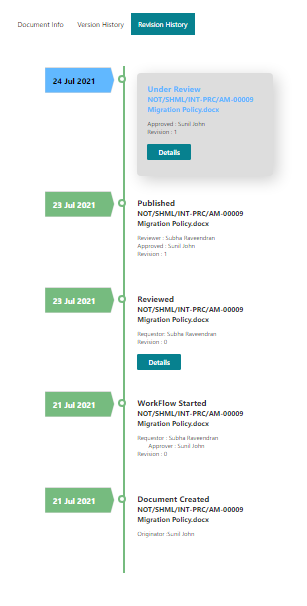 Document Info Version History Revision History
24 Jul 2021
Under Review
NOT/SHML/INT-PRC/AM-00009
Migration Policy.docx
Approved : Sunil John
Revision : 1
Details
23 Jul 2021
Published
NOT/SHML/INT-PRC/AM-00009
Migration Policy.docx
Reviewer : Subha Raveendran
Approved : Sunil John
Revision : 1
23 Jul 2021
Reviewed
NOT/SHML/INT-PRC/AM-00009
Migration Policy.docx
Requestor: Subha Raveendran
Revision : 0
Details
21 Jul 2021
WorkFlow Started
NOT/SHML/INT-PRC/AM-00009
Migration Policy.docx
Requestor : Subha Raveendran
Approver : Sunil John
Revision : 0
21 Jul 2021
Document Created
NOT/SHML/INT-PRC/AM-00009
Migration Policy.docx
Originator :Sunil John